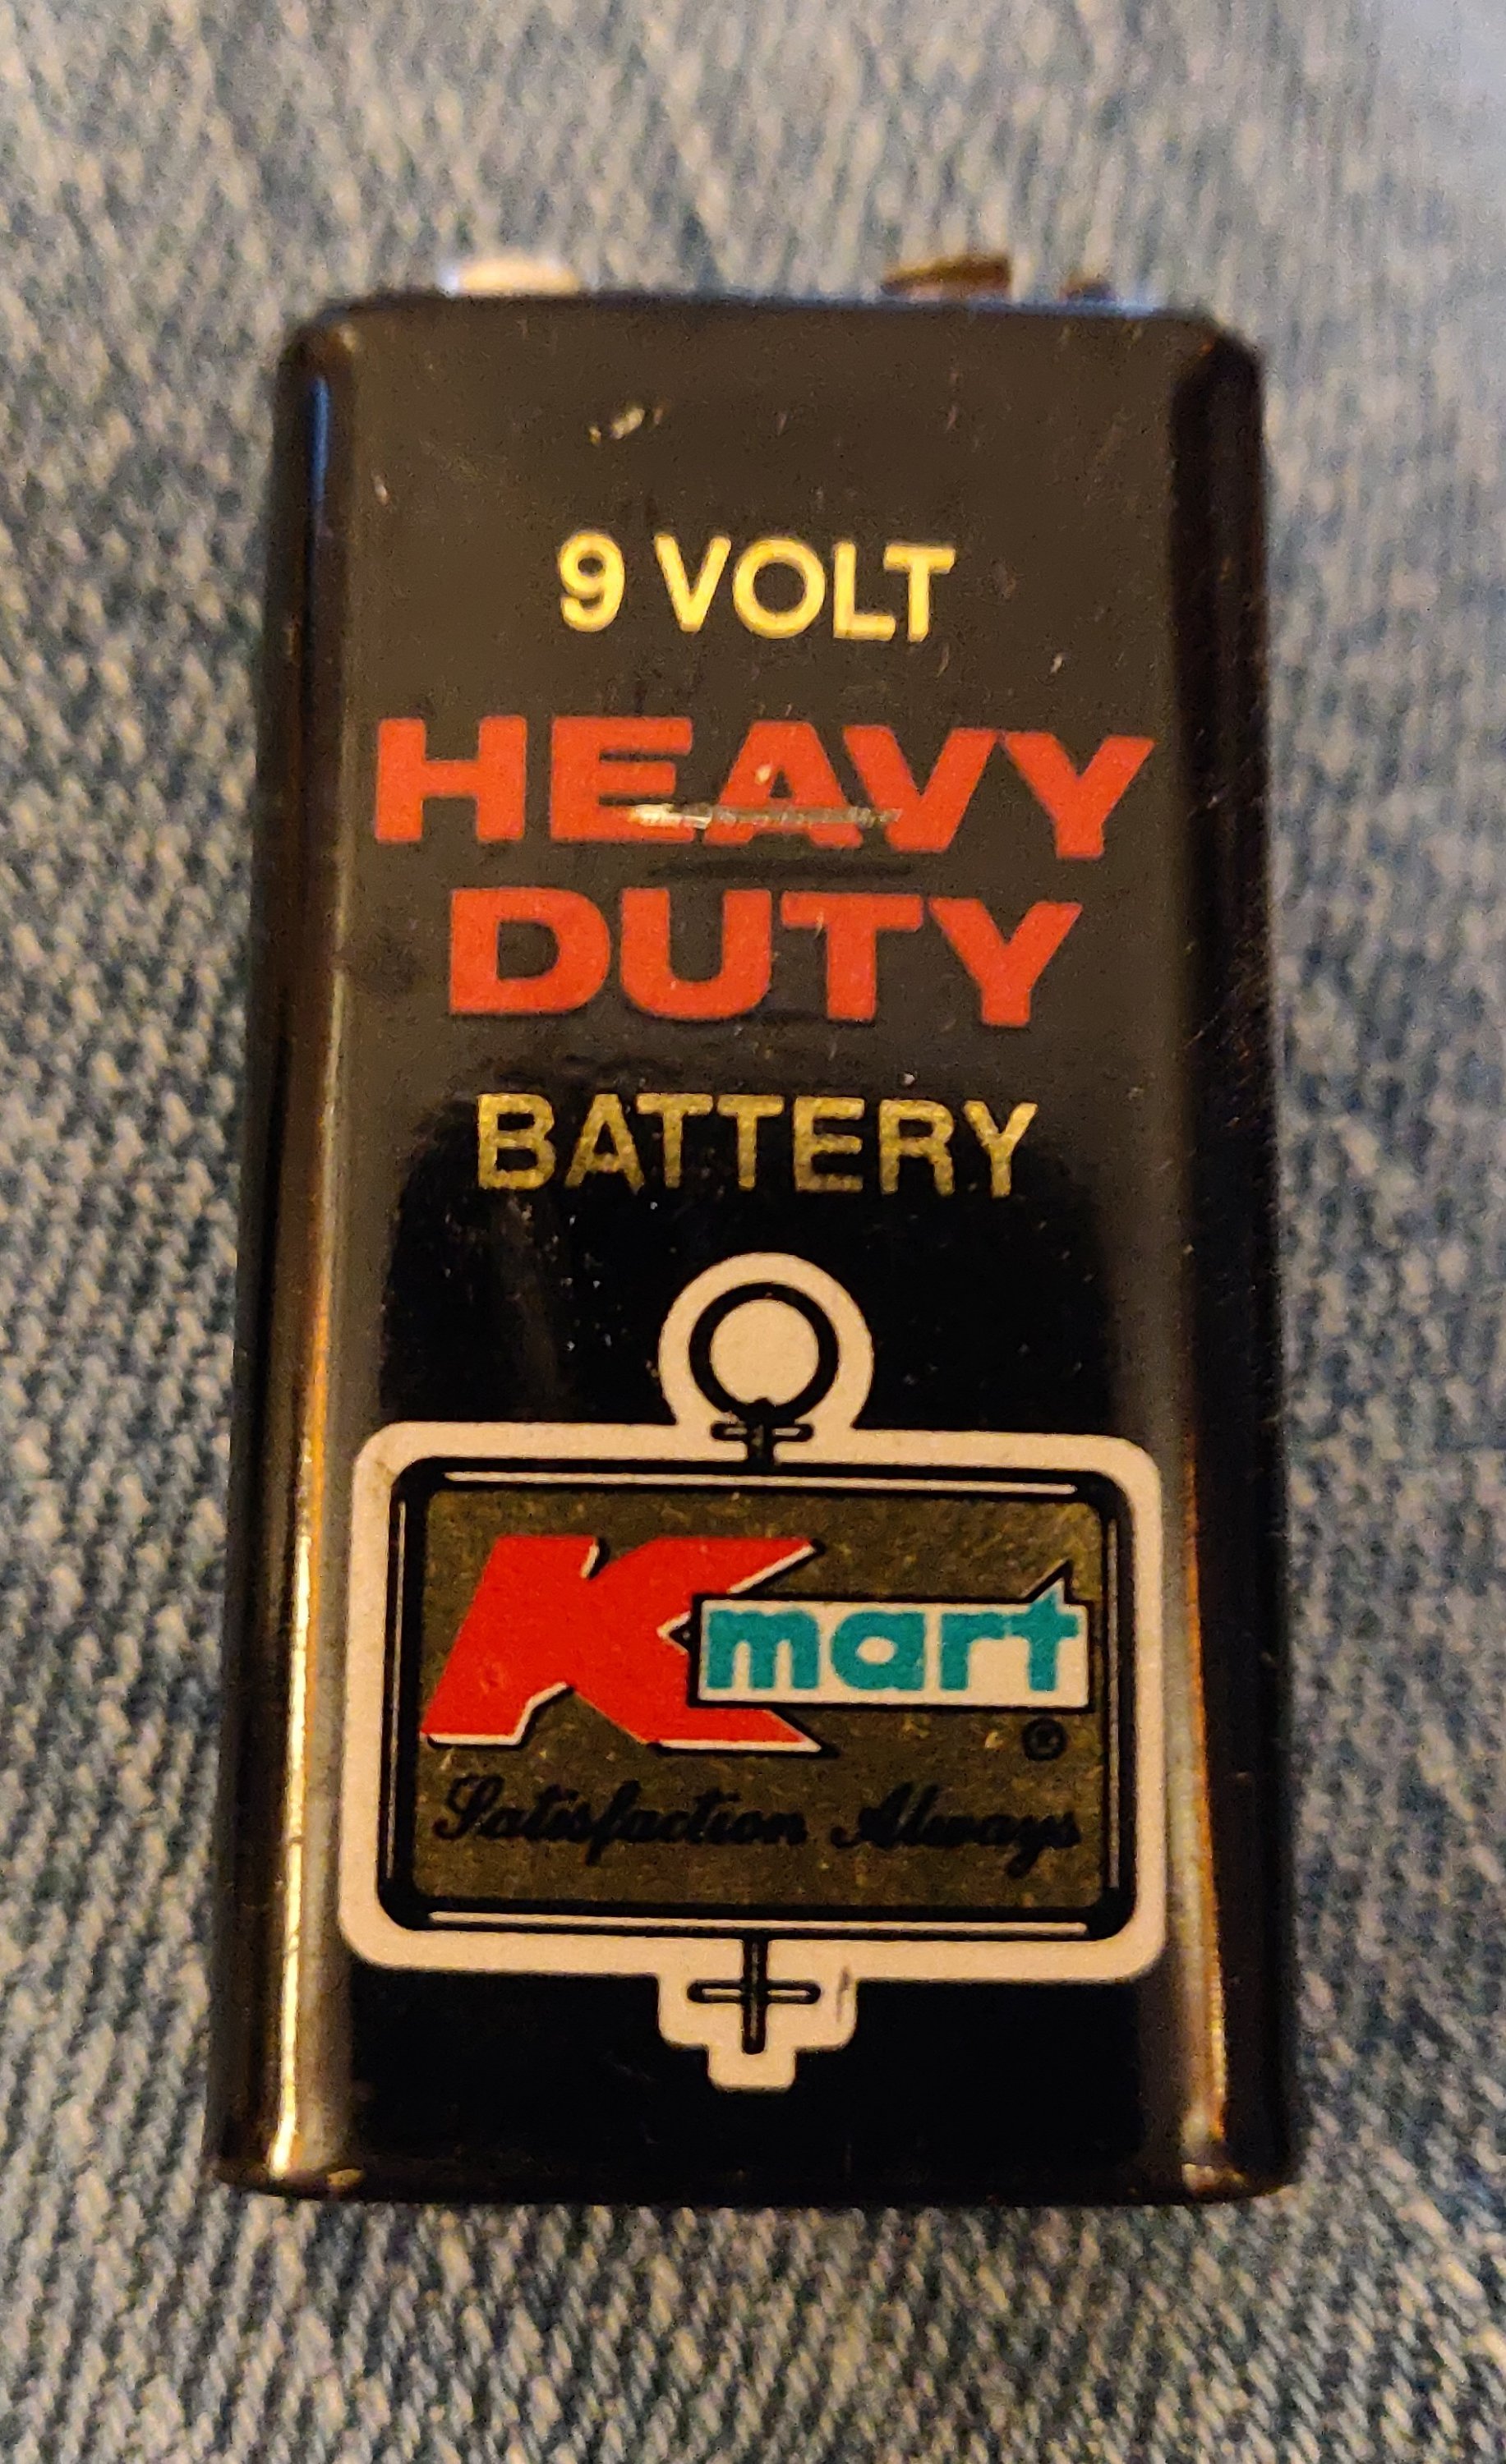 9 VOLT
HEAVY
DUTY
BATTERY
Kmart
®
Satisfaction Always